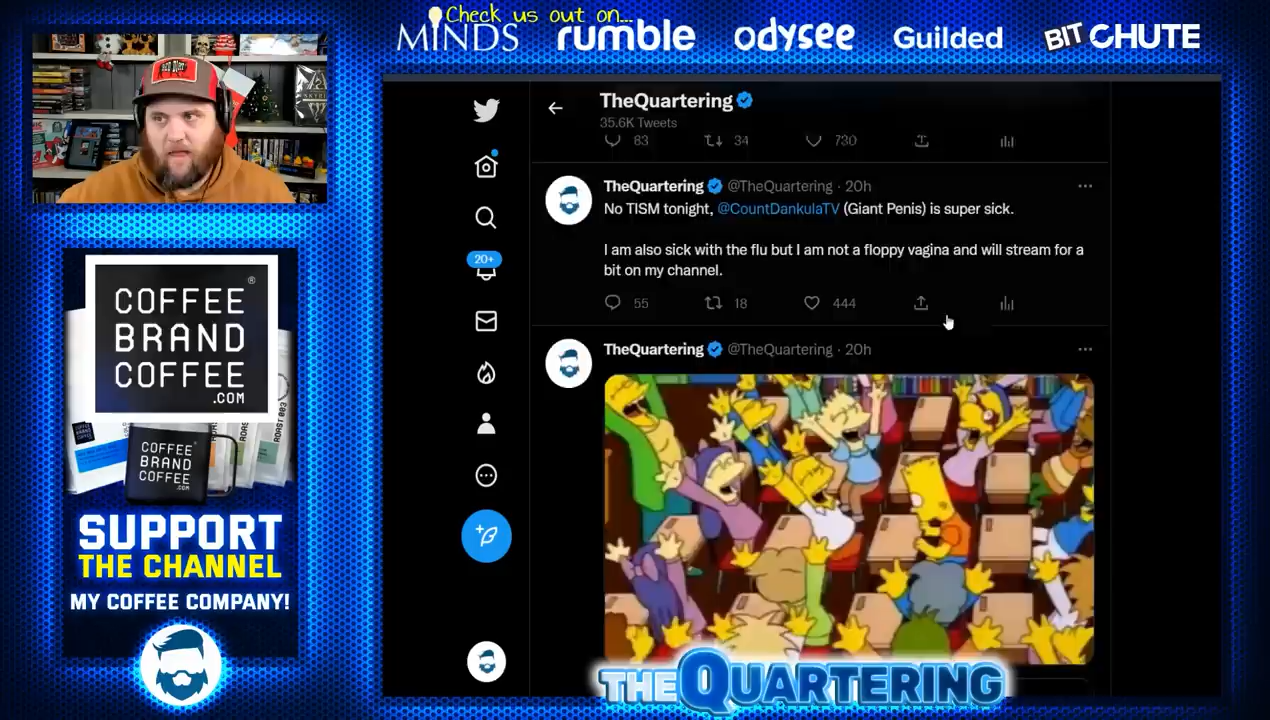 Check us out on...
MINDS
rumble
odysee
Guilded
BIT CHUTE
TheQuartering
35.6K Tweets
83
34
730
TheQuartering @TheQuartering · 20h
No TISM tonight, @CountDankulaTV (Giant Penis) is super sick.
I am also sick with the flu but I am not a floppy vagina and will stream for a
bit on my channel.
55
18
444
20+
TheQuartering @TheQuartering · 20h
COFFEE ®
BRAND
COFFEE
.COM
COFFEE
BRAND
COFFEE
.COM
ROAST 003
SUPPORT
THE CHANNEL
MY COFFEE COMPANY!
THEQUARTERING